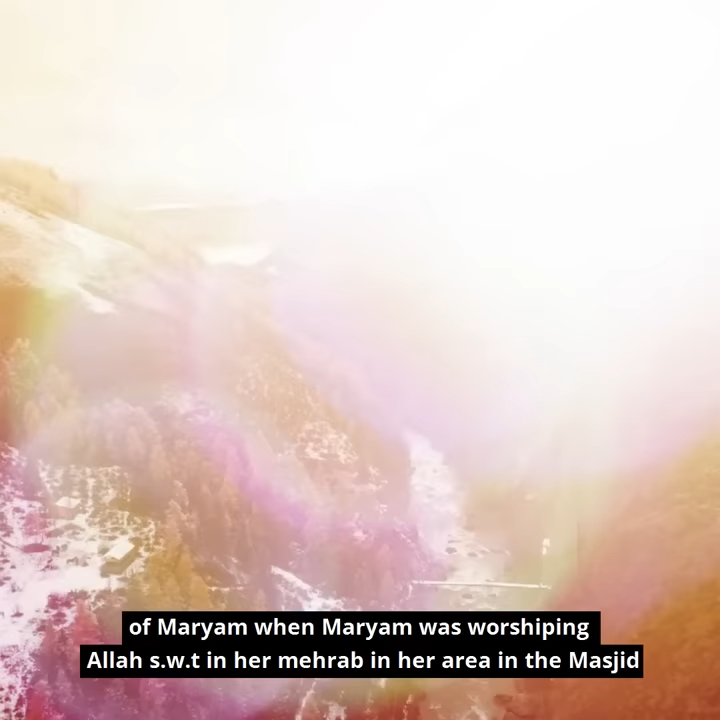 of Maryam when Maryam was worshiping
Allah s.w.t in her mehrab in her area in the Masjid